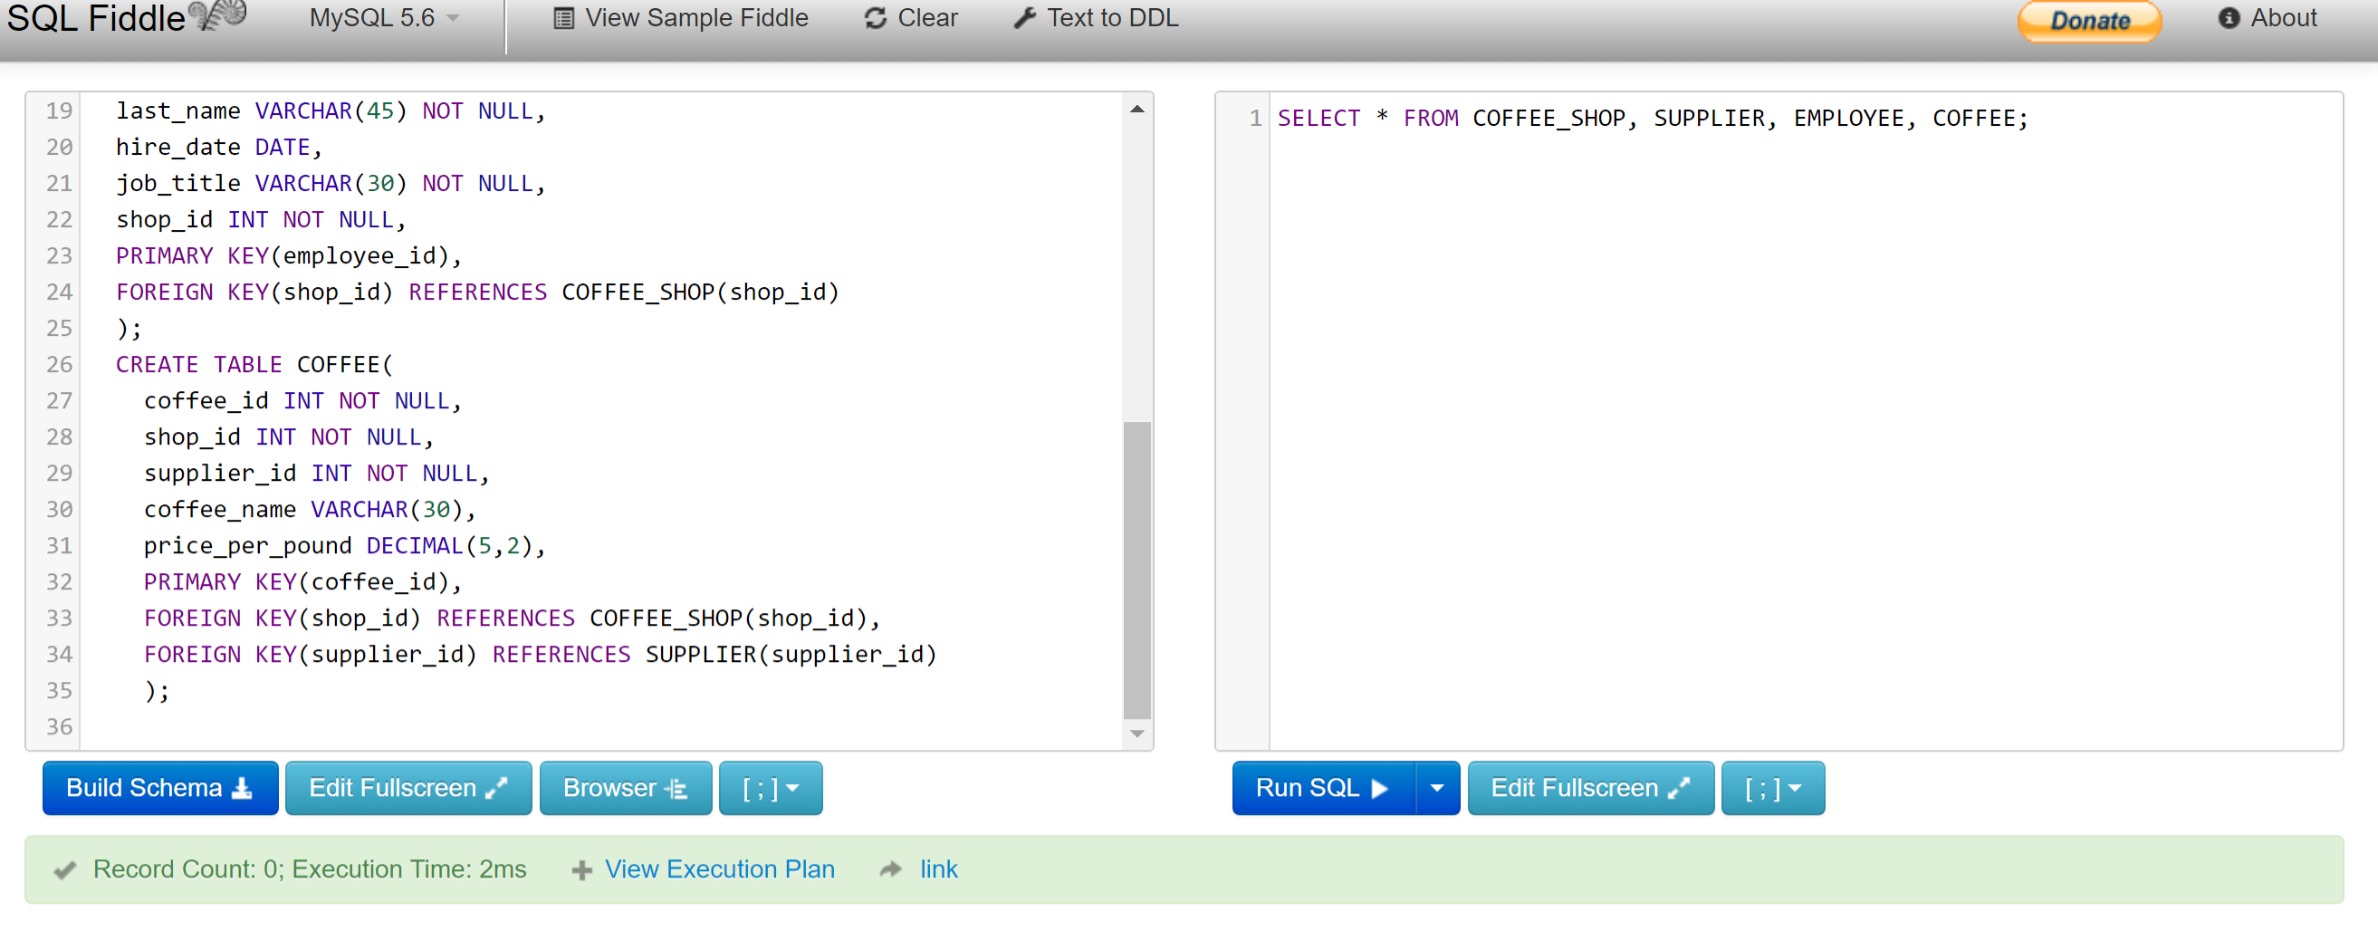 SQL Fiddle MySQL 5.6 View Sample Fiddle Clear Text to DDL Donate About
19 last_name VARCHAR(45) NOT NULL,
20 hire_date DATE,
21 job_title VARCHAR(30) NOT NULL,
22 shop_id INT NOT NULL,
23 PRIMARY KEY(employee_id),
24 FOREIGN KEY(shop_id) REFERENCES COFFEE_SHOP(shop_id)
25 );
26 CREATE TABLE COFFEE(
27 coffee_id INT NOT NULL,
28 shop_id INT NOT NULL,
29 supplier_id INT NOT NULL,
30 coffee_name VARCHAR(30),
31 price_per_pound DECIMAL(5,2),
32 PRIMARY KEY(coffee_id),
33 FOREIGN KEY(shop_id) REFERENCES COFFEE_SHOP(shop_id),
34 FOREIGN KEY(supplier_id) REFERENCES SUPPLIER(supplier_id)
35 );
36
1 SELECT * FROM COFFEE_SHOP, SUPPLIER, EMPLOYEE, COFFEE;
Build Schema Edit Fullscreen Browser [ ; ]
Run SQL Edit Fullscreen [ ; ]
Record Count: 0; Execution Time: 2ms View Execution Plan link